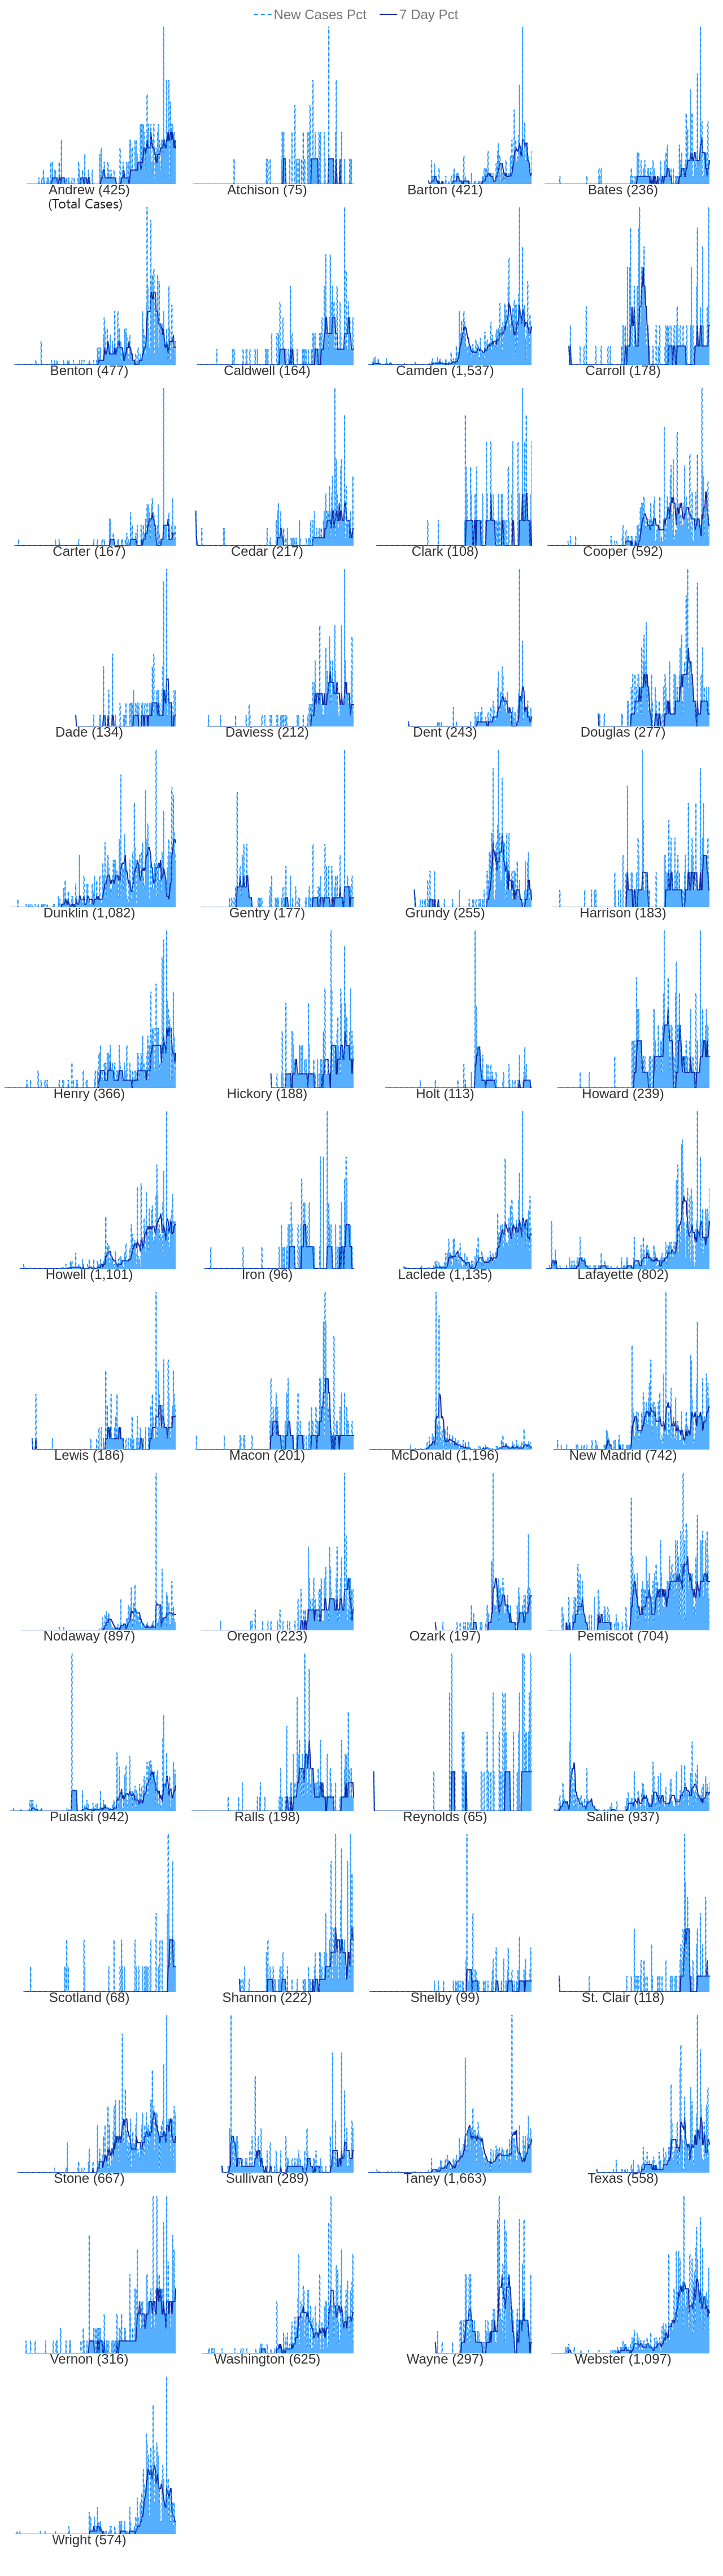 New Cases Pct 7 Day Pct
Andrew (425) Atchison (75) Barton (421) Bates (236)
(Total Cases)
Benton (477) Caldwell (164) Camden (1,537) Carroll (178)
Carter (167) Cedar (217) Clark (108) Cooper (592)
Dade (134) Daviess (212) Dent (243) Douglas (277)
Dunklin (1,082) Gentry (177) Grundy (255) Harrison (183)
Henry (366) Hickory (188) Holt (113) Howard (239)
Howell (1,101) Iron (96) Laclede (1,135) Lafayette (802)
Lewis (186) Macon (201) McDonald (1,196) New Madrid (742)
Nodaway (897) Oregon (223) Ozark (197) Pemiscot (704)
Pulaski (942) Ralls (198) Reynolds (65) Saline (937)
Scotland (68) Shannon (222) Shelby (99) St. Clair (118)
Stone (667) Sullivan (289) Taney (1,663) Texas (558)
Vernon (316) Washington (625) Wayne (297) Webster (1,097)
Wright (574)